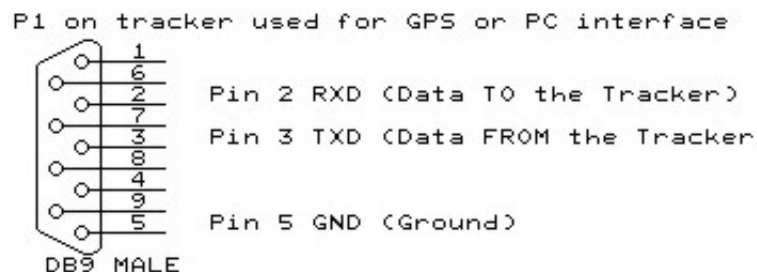 P1 on tracker used for GPS or PC interface
1
6
2 Pin 2 RXD (Data TO the Tracker)
7
3 Pin 3 TXD (Data FROM the Tracker
8
4
9
5 Pin 5 GND (Ground)
DB9 MALE